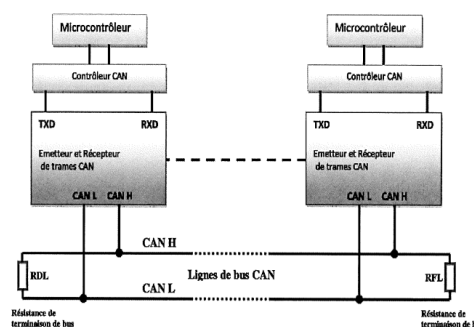 Microcontrôleur
Contrôleur CAN
TXD RXD
Emetteur et Récepteur
de trames CAN
CAN L CAN H
Microcontrôleur
Contrôleur CAN
TXD RXD
Emetteur et Récepteur
de trames CAN
CAN L CAN H
CAN H
RDL
Lignes de bus CAN
RFL
CAN L
Résistance de
terminaison de bus
Résistance de
terminaison de b